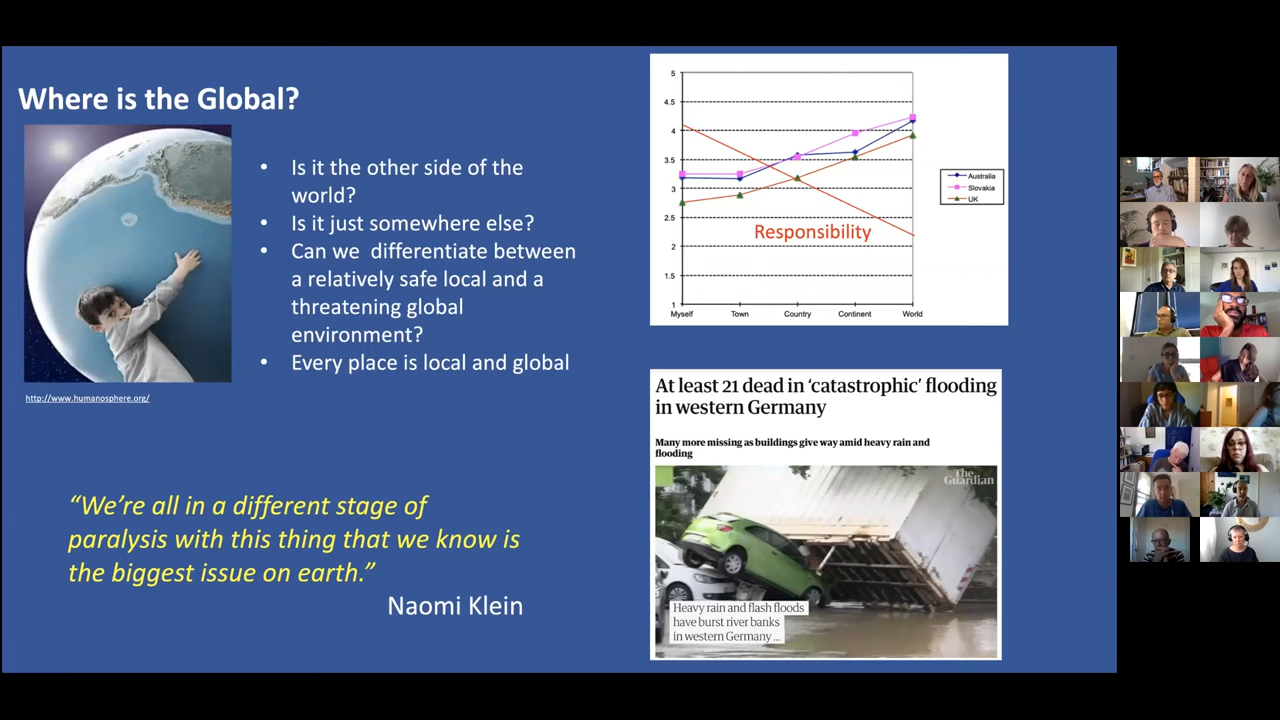 Where is the Global?
• Is it the other side of the
world?
• Is it just somewhere else?
• Can we differentiate between
a relatively safe local and a
threatening global
environment?
• Every place is local and global
http://www.humanosphere.org/
“We’re all in a different stage of
paralysis with this thing that we know is
the biggest issue on earth.”
Naomi Klein
5
4.5
4
3.5
3
2.5
2
1.5
1
Responsibility
Myself Town Country Continent World
Australia
Slovakia
UK
At least 21 dead in ‘catastrophic’ flooding
in western Germany
Many more missing as buildings give way amid heavy rain and
flooding
The
Guardian
Heavy rain and flash floods
have burst river banks
in western Germany ...